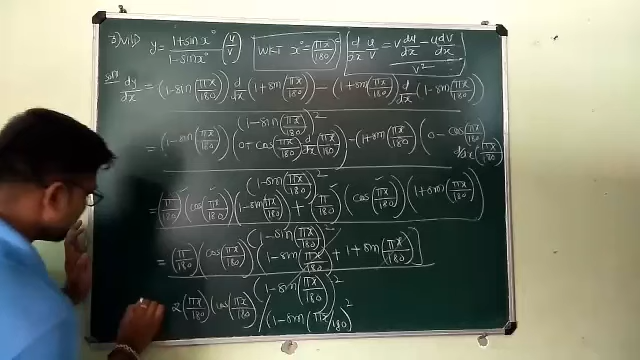 3) viii) y = 1+sin x° / 1−sin x° (u/v) WKT x° = (πx/180)ᶜ d/dx u/v = v du/dx − u dv/dx / v²
soln dy/dx = (1−sin(πx/180)) d/dx (1+sin(πx/180)) − (1+sin(πx/180)) d/dx (1−sin(πx/180))
(1−sin(πx/180))²
= (1−sin(πx/180))(0+cos(πx/180) d/dx(πx/180)) − (1+sin(πx/180))(0−cos(πx/180) d/dx(πx/180))
(1−sin(πx/180))²
= (π/180)(cos(πx/180))(1−sin(πx/180)) + (π/180)(cos(πx/180))(1+sin(πx/180))
(1−sin(πx/180))²
= (π/180)(cos(πx/180))(1−sin(πx/180) + 1+sin(πx/180)]
(1−sin(πx/180))²
2(π/180)(cos(πx/180) / (1−sin(πx/180)²